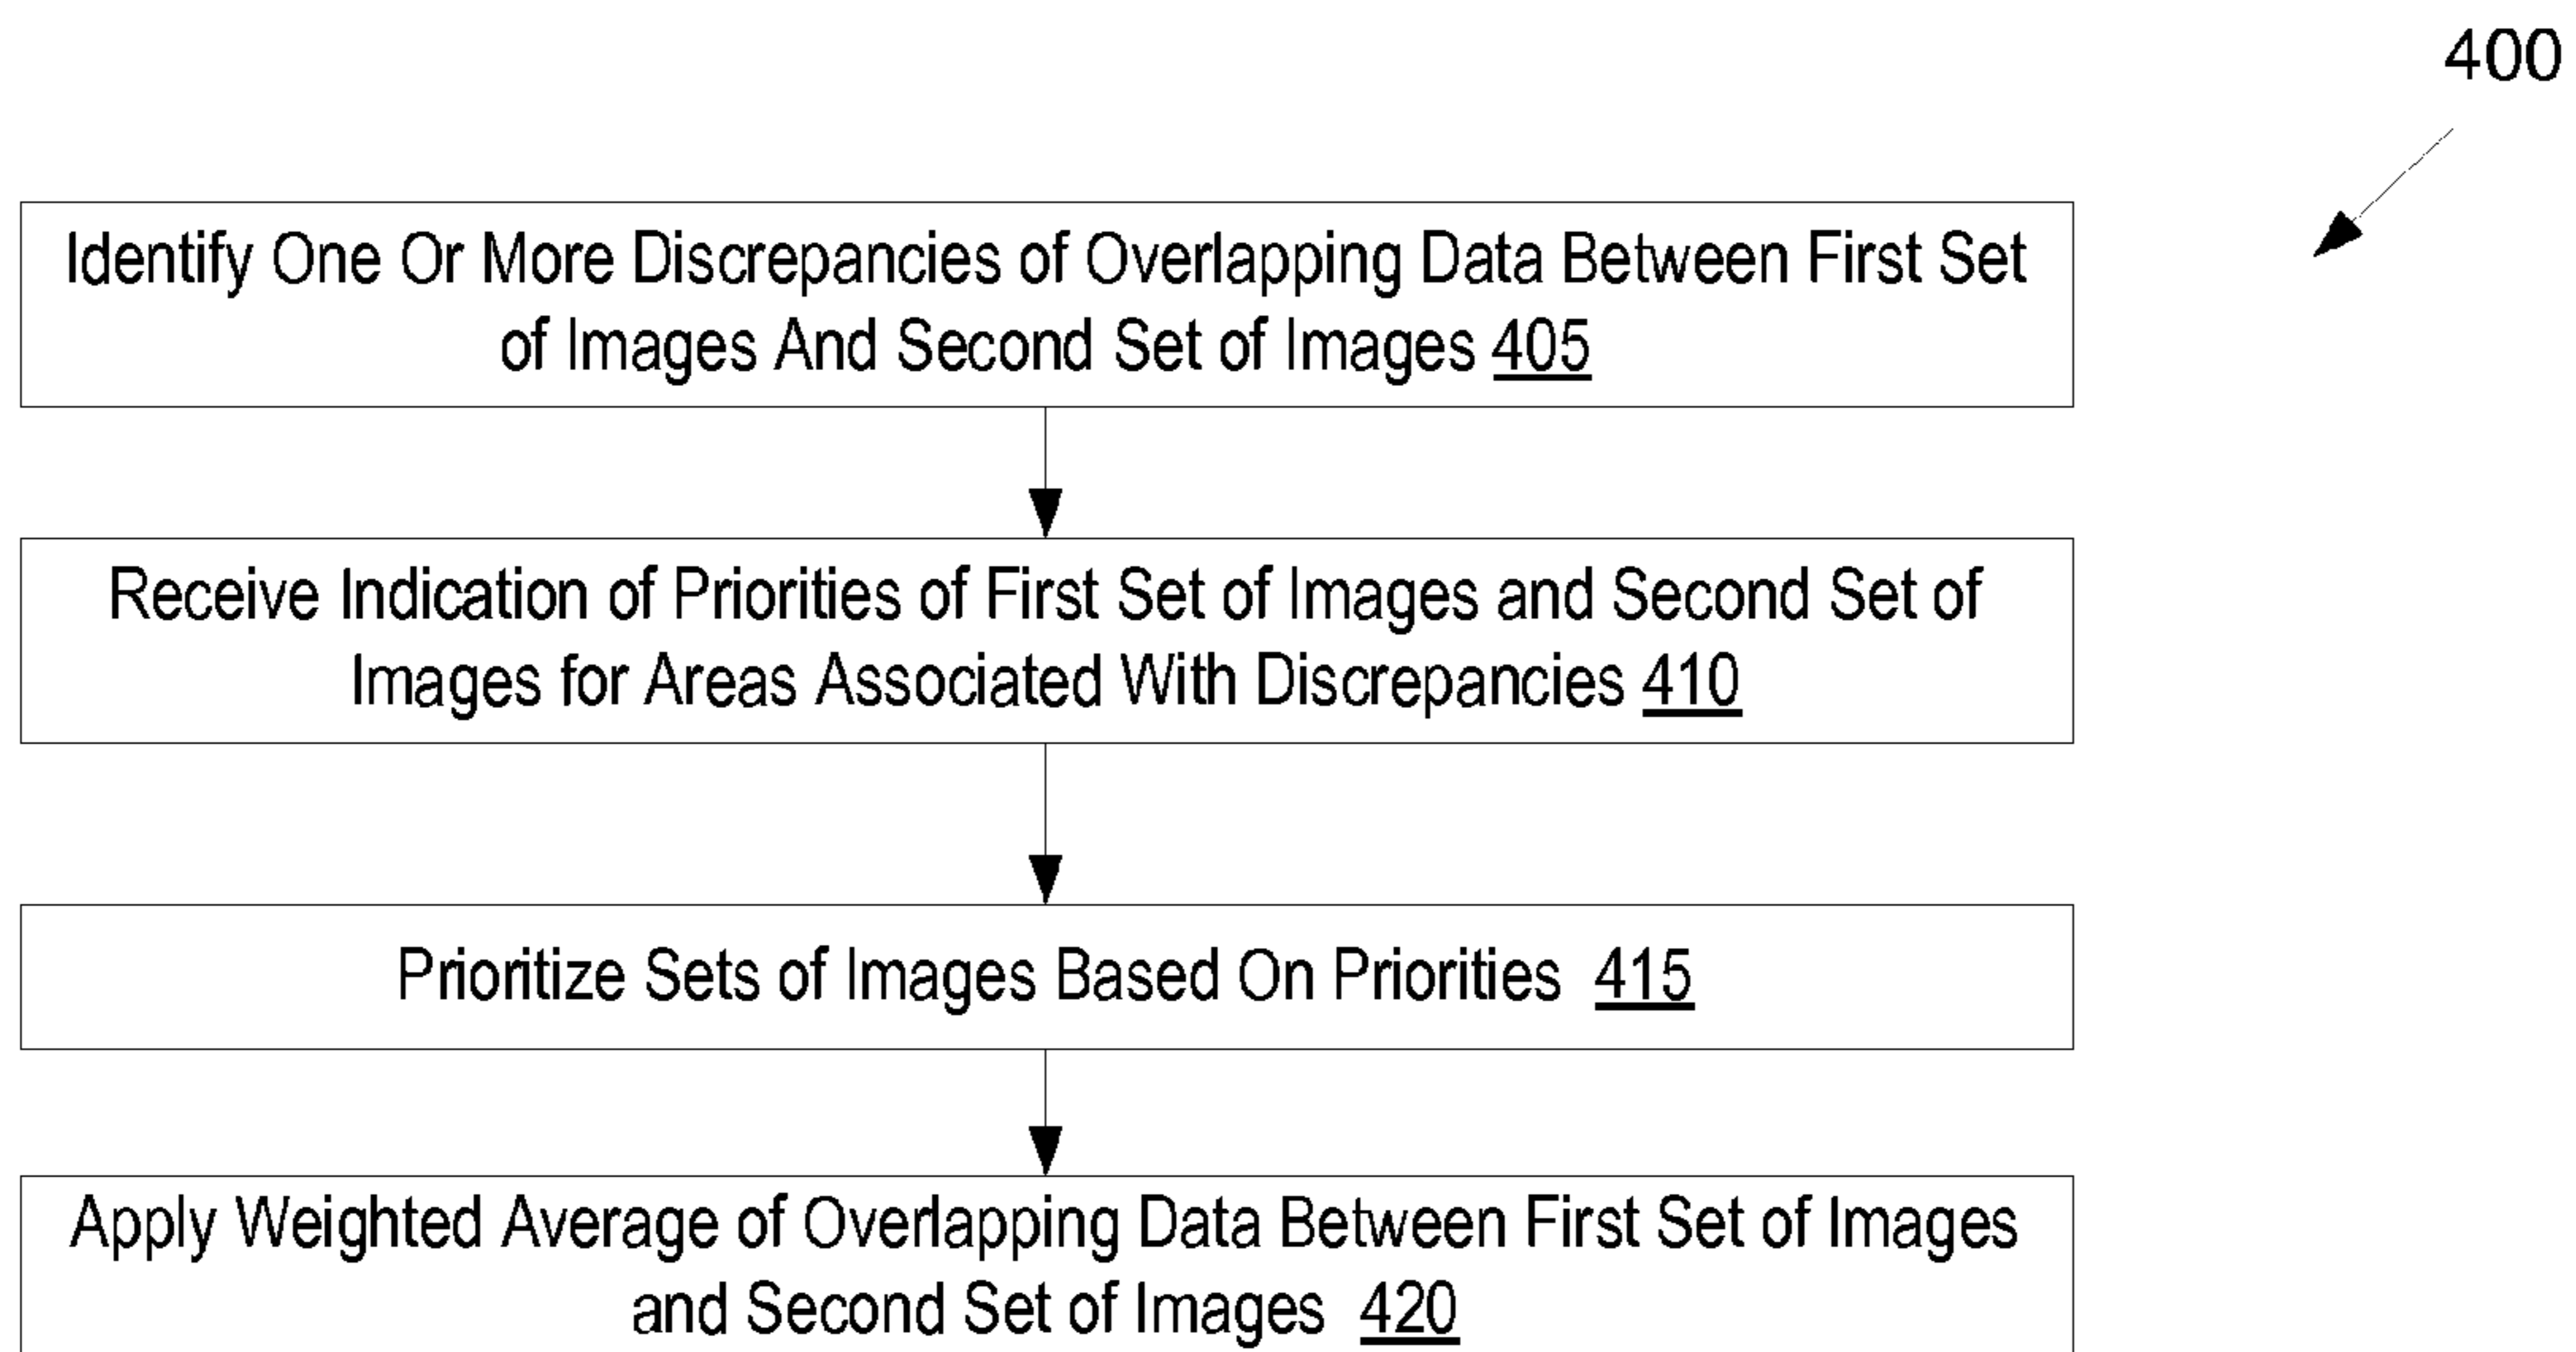 400
Identify One Or More Discrepancies of Overlapping Data Between First Set
of Images And Second Set of Images 405
Receive Indication of Priorities of First Set of Images and Second Set of
Images for Areas Associated With Discrepancies 410
Prioritize Sets of Images Based On Priorities 415
Apply Weighted Average of Overlapping Data Between First Set of Images
and Second Set of Images 420